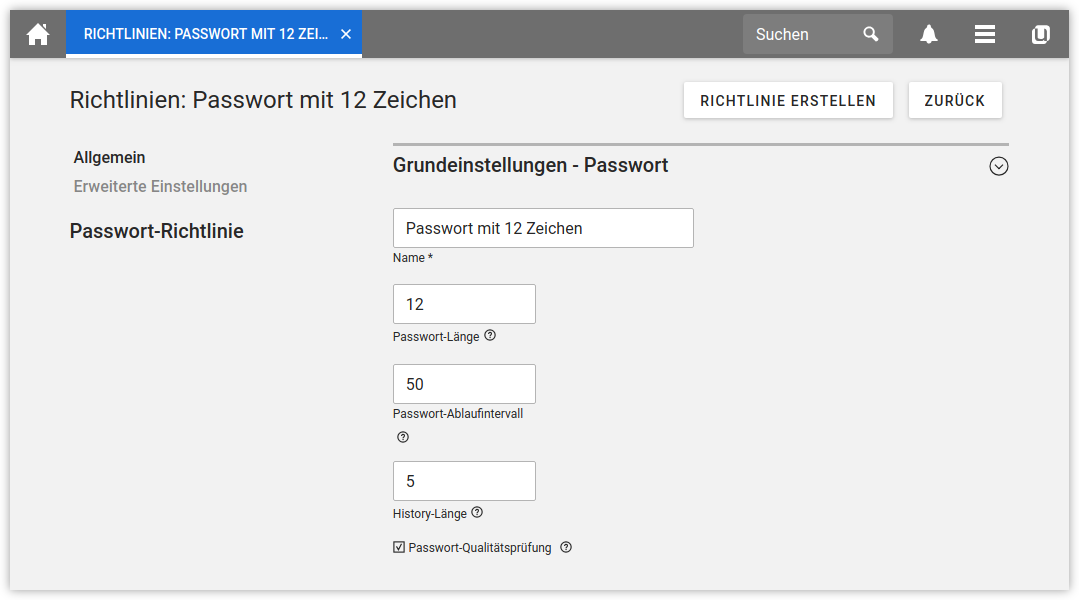 RICHTLINIEN: PASSWORT MIT 12 ZEI...
Suchen
Richtlinien: Passwort mit 12 Zeichen
RICHTLINIE ERSTELLEN
ZURÜCK
Allgemein
Erweiterte Einstellungen
Passwort-Richtlinie
Grundeinstellungen - Passwort
Passwort mit 12 Zeichen
Name *
12
Passwort-Länge
50
Passwort-Ablaufintervall
5
History-Länge
Passwort-Qualitätsprüfung